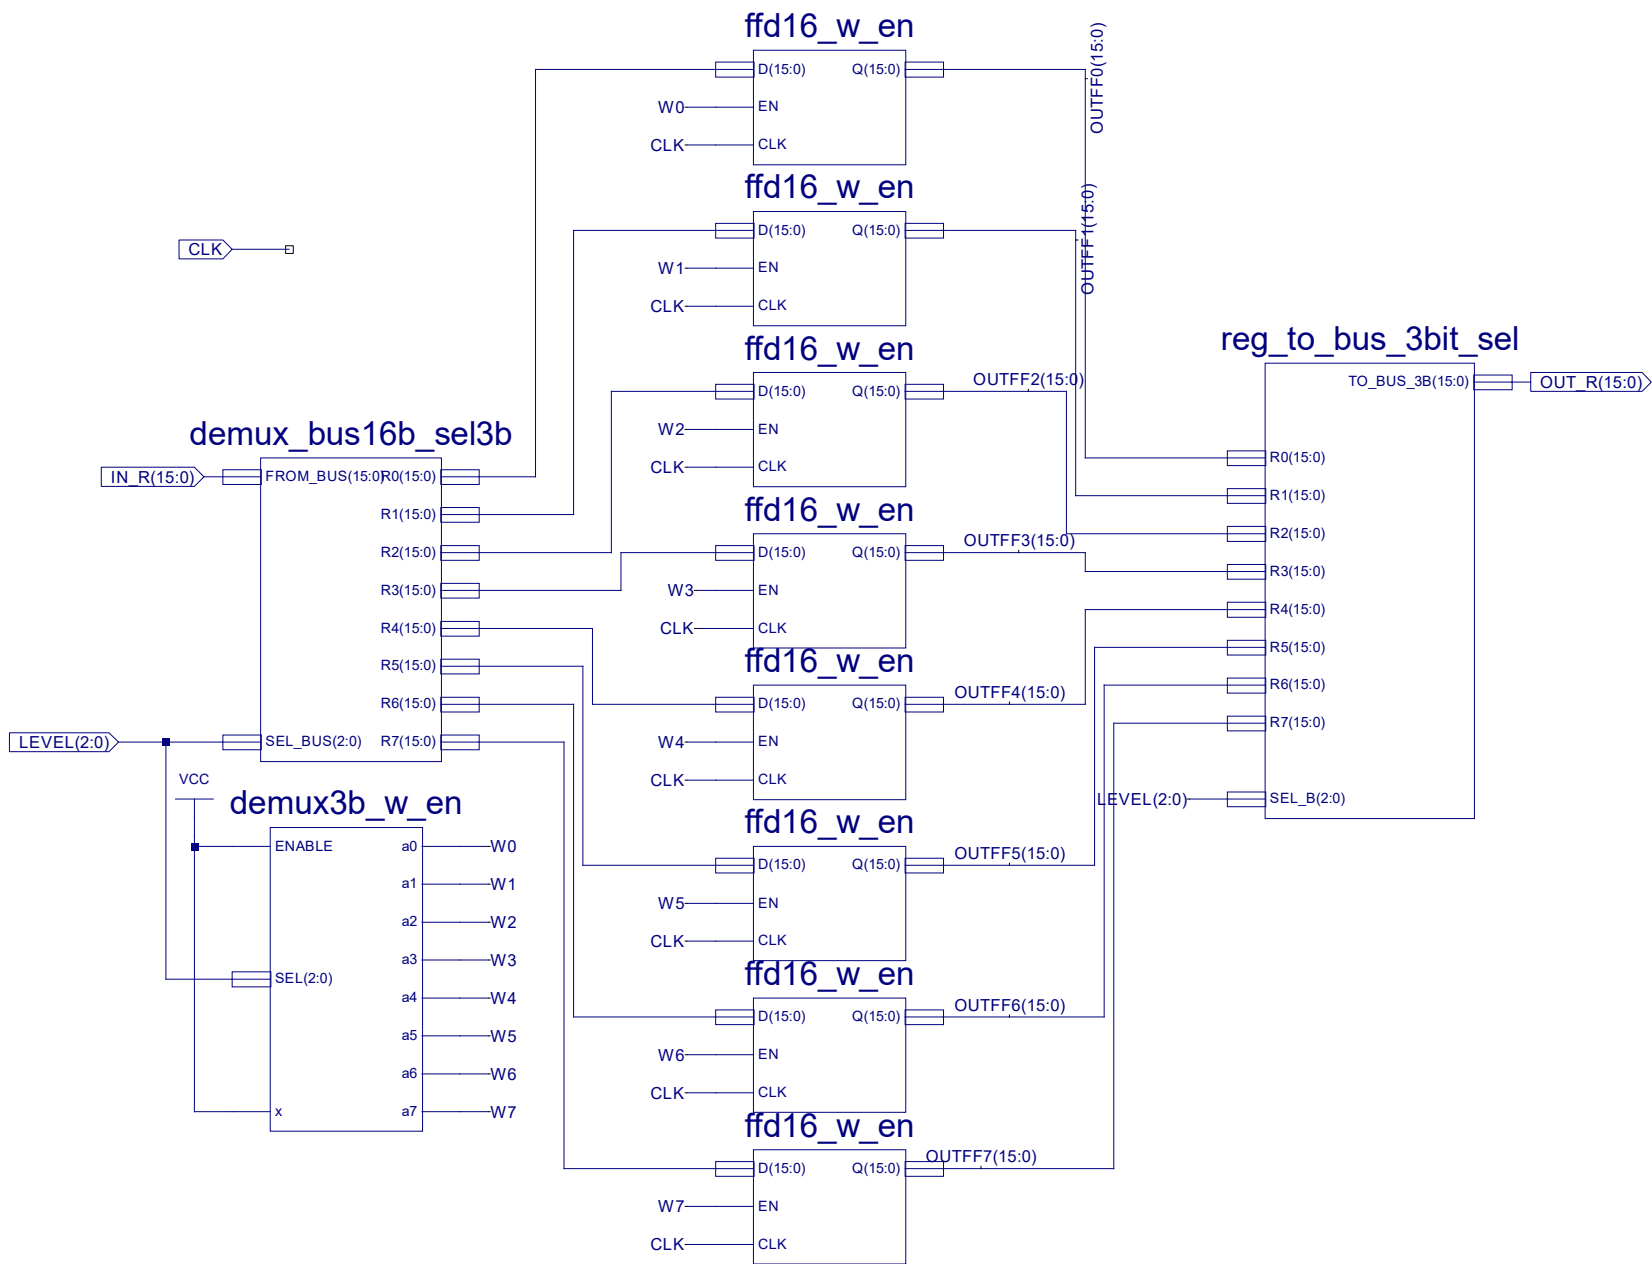 ffd16_w_en
D(15:0) Q(15:0)
W0 EN
CLK CLK
OUTFF0(15:0)
ffd16_w_en
D(15:0) Q(15:0)
W1 EN
CLK CLK
OUTFF1(15:0)
CLK
ffd16_w_en
D(15:0) Q(15:0) OUTFF2(15:0)
W2 EN
CLK CLK
ffd16_w_en
D(15:0) Q(15:0) OUTFF3(15:0)
W3 EN
CLK CLK
ffd16_w_en
D(15:0) Q(15:0) OUTFF4(15:0)
W4 EN
CLK CLK
ffd16_w_en
D(15:0) Q(15:0) OUTFF5(15:0)
W5 EN
CLK CLK
ffd16_w_en
D(15:0) Q(15:0) OUTFF6(15:0)
W6 EN
CLK CLK
ffd16_w_en
D(15:0) Q(15:0) OUTFF7(15:0)
W7 EN
CLK CLK
demux_bus16b_sel3b
IN_R(15:0) FROM_BUS(15:0) R0(15:0)
R1(15:0)
R2(15:0)
R3(15:0)
R4(15:0)
R5(15:0)
R6(15:0)
LEVEL(2:0) SEL_BUS(2:0) R7(15:0)
VCC
demux3b_w_en
ENABLE a0 W0
a1 W1
a2 W2
a3 W3
SEL(2:0)
a4 W4
a5 W5
a6 W6
x a7 W7
reg_to_bus_3bit_sel
TO_BUS_3B(15:0) OUT_R(15:0)
R0(15:0)
R1(15:0)
R2(15:0)
R3(15:0)
R4(15:0)
R5(15:0)
R6(15:0)
R7(15:0)
LEVEL(2:0) SEL_B(2:0)